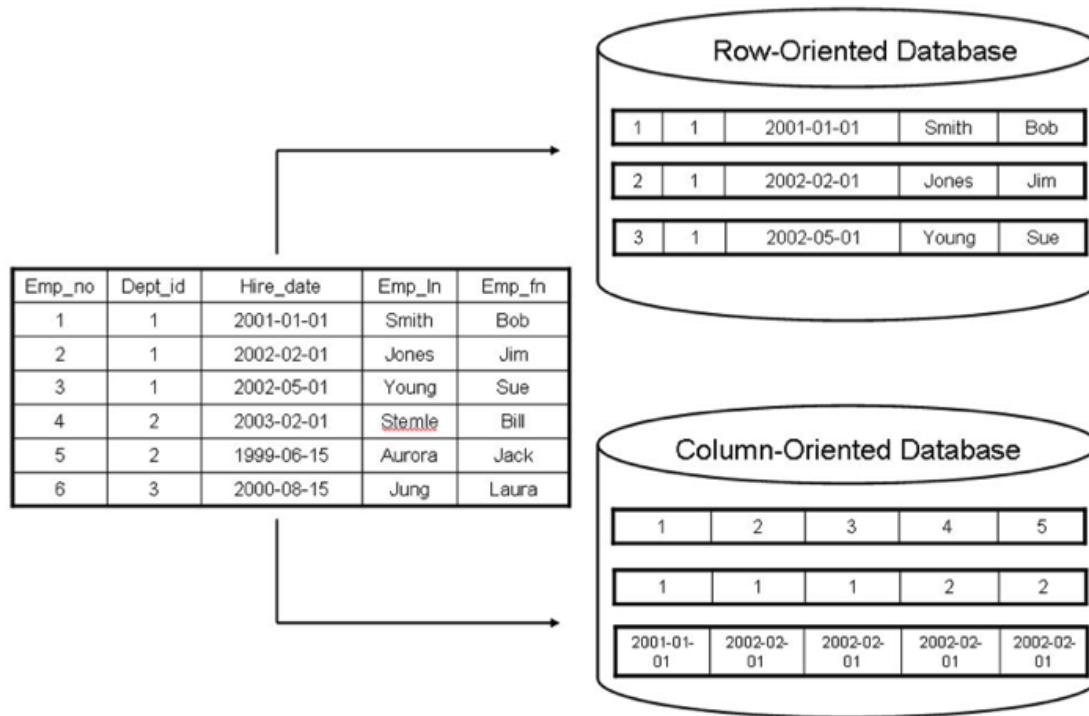 Row-Oriented Database
1 1 2001-01-01 Smith Bob
2 1 2002-02-01 Jones Jim
3 1 2002-05-01 Young Sue
Emp_no Dept_id Hire_date Emp_ln Emp_fn
1 1 2001-01-01 Smith Bob
2 1 2002-02-01 Jones Jim
3 1 2002-05-01 Young Sue
4 2 2003-02-01 Stemle Bill
5 2 1999-06-15 Aurora Jack
6 3 2000-08-15 Jung Laura
Column-Oriented Database
1 2 3 4 5
1 1 1 2 2
2001-01- 2002-02- 2002-02- 2002-02- 2002-02-
01 01 01 01 01